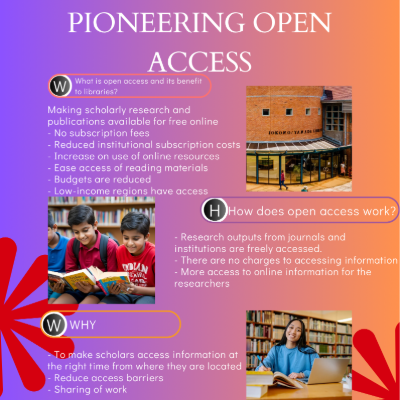 PIONEERING OPEN
ACCESS
W
What is open access and its benefit
to libraries?
Making scholarly research and
publications available for free online
- No subscription fees
- Reduced institutional subscription costs
- Increase on use of online resources
- Ease access of reading materials
- Budgets are reduced
- Low-income regions have access
H
How does open access work?
- Research outputs from journals and
institutions are freely accessed.
- There are no charges to accessing information
- More access to online information for the
researchers
W
WHY
- To make scholars access information at
the right time from where they are located
- Reduce access barriers
- Sharing of work